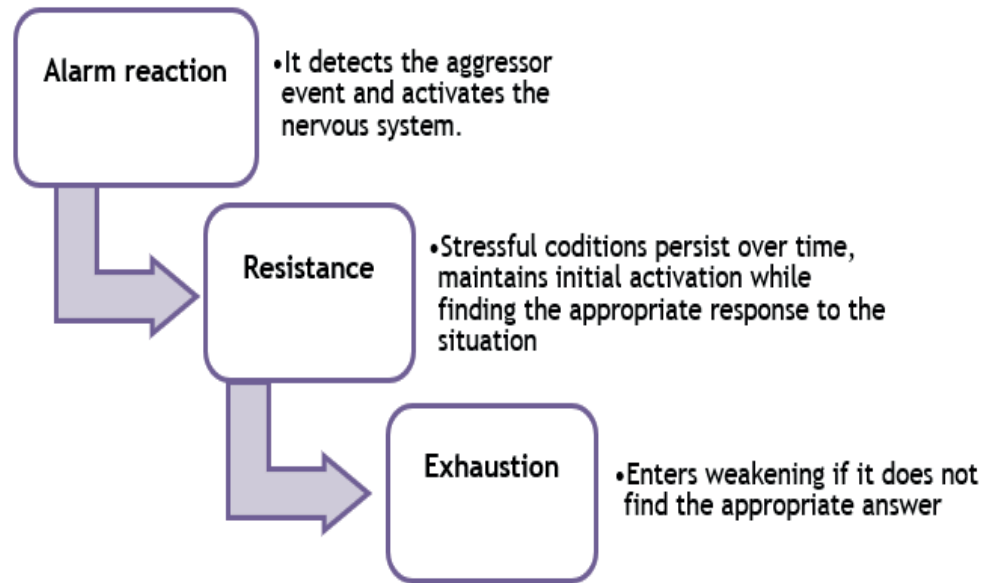 Alarm reaction
•It detects the aggressor
event and activates the
nervous system.
Resistance
•Stressful coditions persist over time,
maintains initial activation while
finding the appropriate response to the
situation
Exhaustion
•Enters weakening if it does not
find the appropriate answer